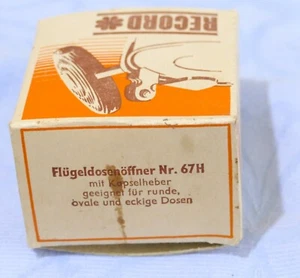 RECORD
Flügeldosenöffner Nr. 67H
mit Kapselheber
geeignet für runde,
ovale und eckige Dosen